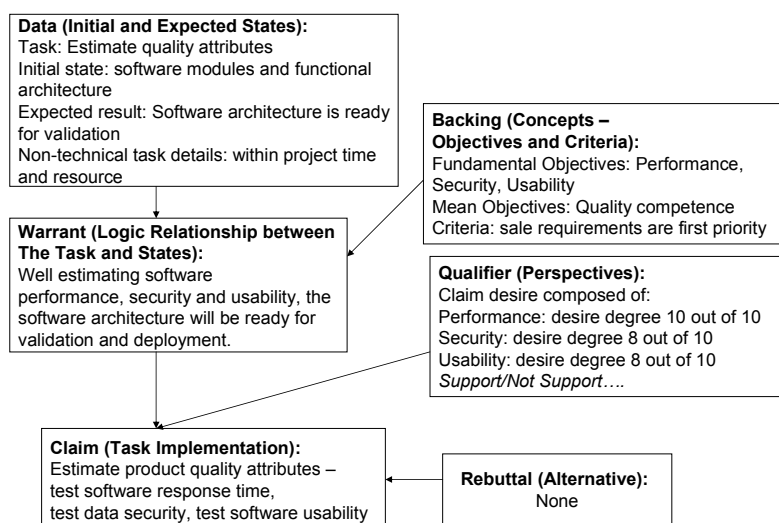 Data (Initial and Expected States):
Task: Estimate quality attributes
Initial state: software modules and functional
architecture
Expected result: Software architecture is ready
for validation
Non-technical task details: within project time
and resource
Backing (Concepts –
Objectives and Criteria):
Fundamental Objectives: Performance,
Security, Usability
Mean Objectives: Quality competence
Criteria: sale requirements are first priority
Warrant (Logic Relationship between
The Task and States):
Well estimating software
performance, security and usability, the
software architecture will be ready for
validation and deployment.
Qualifier (Perspectives):
Claim desire composed of:
Performance: desire degree 10 out of 10
Security: desire degree 8 out of 10
Usability: desire degree 8 out of 10
Support/Not Support….
Claim (Task Implementation):
Estimate product quality attributes –
test software response time,
test data security, test software usability
Rebuttal (Alternative):
None